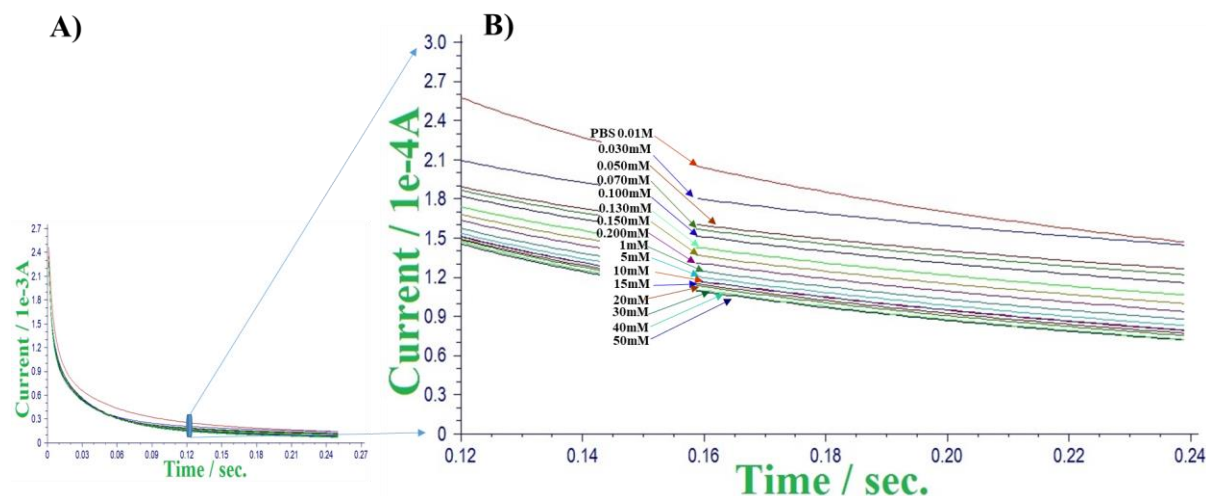 A)
B)
Current / 1e-3A
2.7
2.4
2.1
1.8
1.5
1.2
0.9
0.6
0.3
0
0 0.03 0.06 0.09 0.12 0.15 0.18 0.21 0.24 0.27
Time / sec.
Current / 1e-4A
3.0
2.7
2.4
2.1
1.8
1.5
1.2
0.9
0.6
0.3
0
PBS 0.01M
0.030mM
0.050mM
0.070mM
0.100mM
0.130mM
0.150mM
0.200mM
1mM
5mM
10mM
15mM
20mM
30mM
40mM
50mM
0.12 0.14 0.16 0.18 0.20 0.22 0.24
Time / sec.